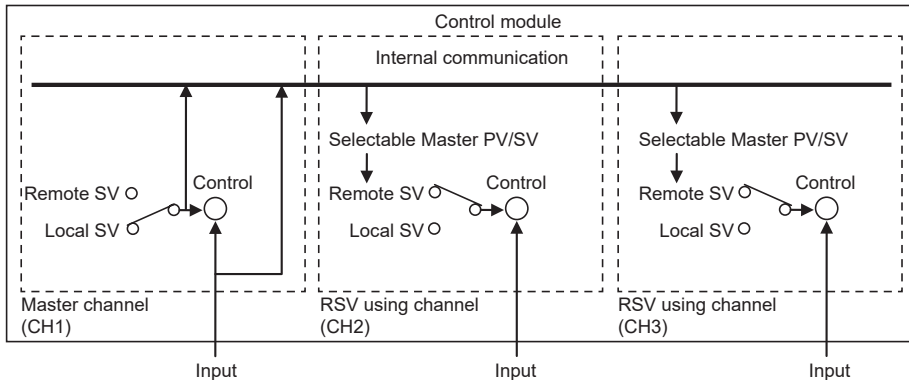 Control module
Internal communication
Selectable Master PV/SV
Selectable Master PV/SV
Remote SV
Control
Local SV
Remote SV
Control
Local SV
Remote SV
Control
Local SV
Master channel
(CH1)
RSV using channel
(CH2)
RSV using channel
(CH3)
Input
Input
Input